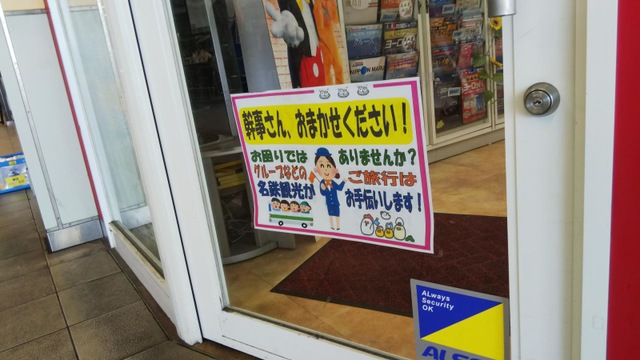 幹事さん、おまかせください！
お困りでは
ありませんか？
グループなどの
ご旅行は
名鉄観光が
お手伝いします！
ALways
Security
OK
NIPPON MARU